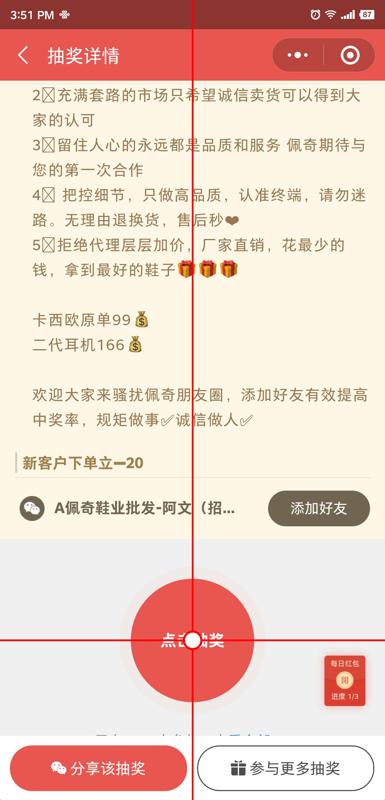 3:51 PM
87
抽奖详情
2 充满套路的市场只希望诚信卖货可以得到大
家的认可
3 留住人心的永远都是品质和服务 佩奇期待与
您的第一次合作
4 把控细节，只做高品质，认准终端，请勿迷
路。无理由退换货，售后秒❤
5 拒绝代理层层加价，厂家直销，花最少的
钱，拿到最好的鞋子🎁🎁🎁
卡西欧原单99💰
二代耳机166💰
欢迎大家来骚扰佩奇朋友圈，添加好友有效提高
中奖率，规矩做事✅诚信做人✅
新客户下单立一20
A佩奇鞋业批发-阿文（招...
添加好友
点击抽奖
每日红包
開
进度 1/3
分享该抽奖
参与更多抽奖